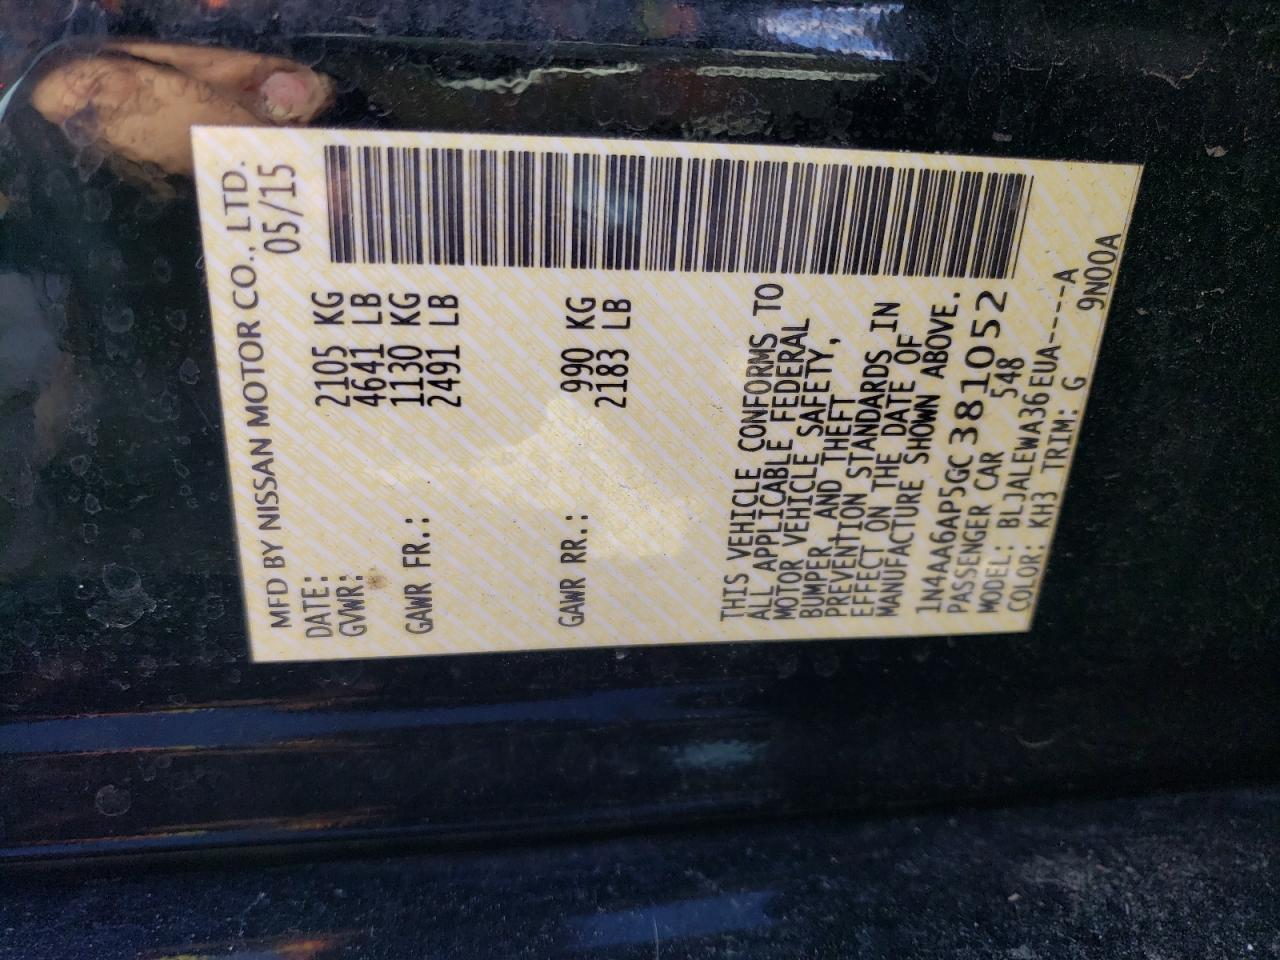 MFD BY NISSAN MOTOR CO., LTD.
DATE: 05/15
GVWR: 2105 KG
4641 LB
GAWR FR.: 1130 KG
2491 LB
GAWR RR.: 990 KG
2183 LB
THIS VEHICLE CONFORMS TO
ALL APPLICABLE FEDERAL
MOTOR VEHICLE SAFETY,
BUMPER, AND THEFT
PREVENTION STANDARDS IN
EFFECT ON THE DATE OF
MANUFACTURE SHOWN ABOVE.
1N4AA6AP5GC381052
PASSENGER CAR 548
MODEL: BLJALEWA36EUA----A
COLOR: KH3 TRIM: G 9N00A